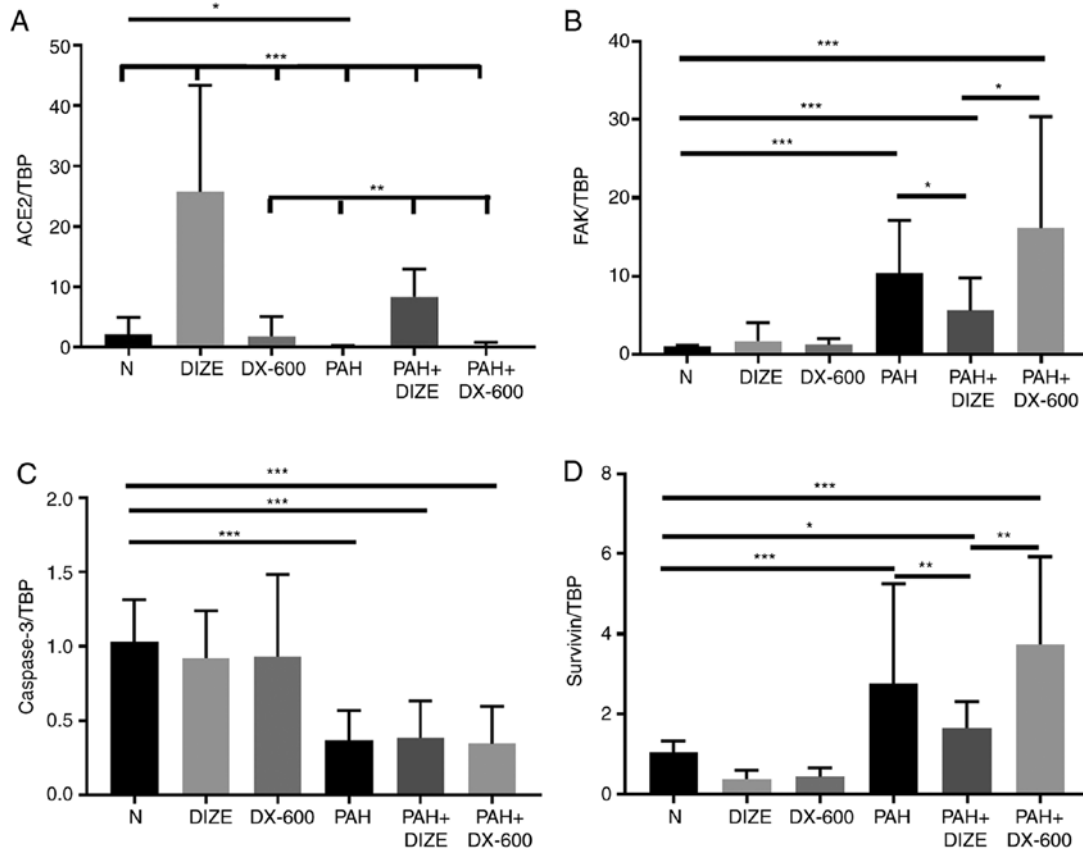 A
*
***
**
ACE2/TBP
50
40
30
20
10
0
N DIZE DX-600 PAH PAH+ PAH+
DIZE DX-600
B
***
*
***
***
*
FAK/TBP
40
30
20
10
0
N DIZE DX-600 PAH PAH+ PAH+
DIZE DX-600
C
***
***
***
Caspase-3/TBP
2.0
1.5
1.0
0.5
0.0
N DIZE DX-600 PAH PAH+ PAH+
DIZE DX-600
D
***
*
**
***
**
Survivin/TBP
8
6
4
2
0
N DIZE DX-600 PAH PAH+ PAH+
DIZE DX-600